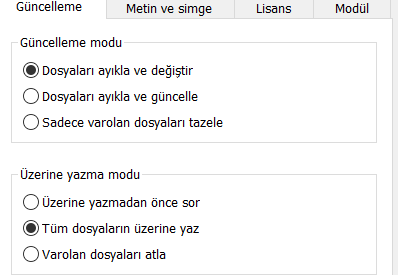 Güncelleme Metin ve simge Lisans Modül
Güncelleme modu
Dosyaları ayıkla ve değiştir
Dosyaları ayıkla ve güncelle
Sadece varolan dosyaları tazele
Üzerine yazma modu
Üzerine yazmadan önce sor
Tüm dosyaların üzerine yaz
Varolan dosyaları atla